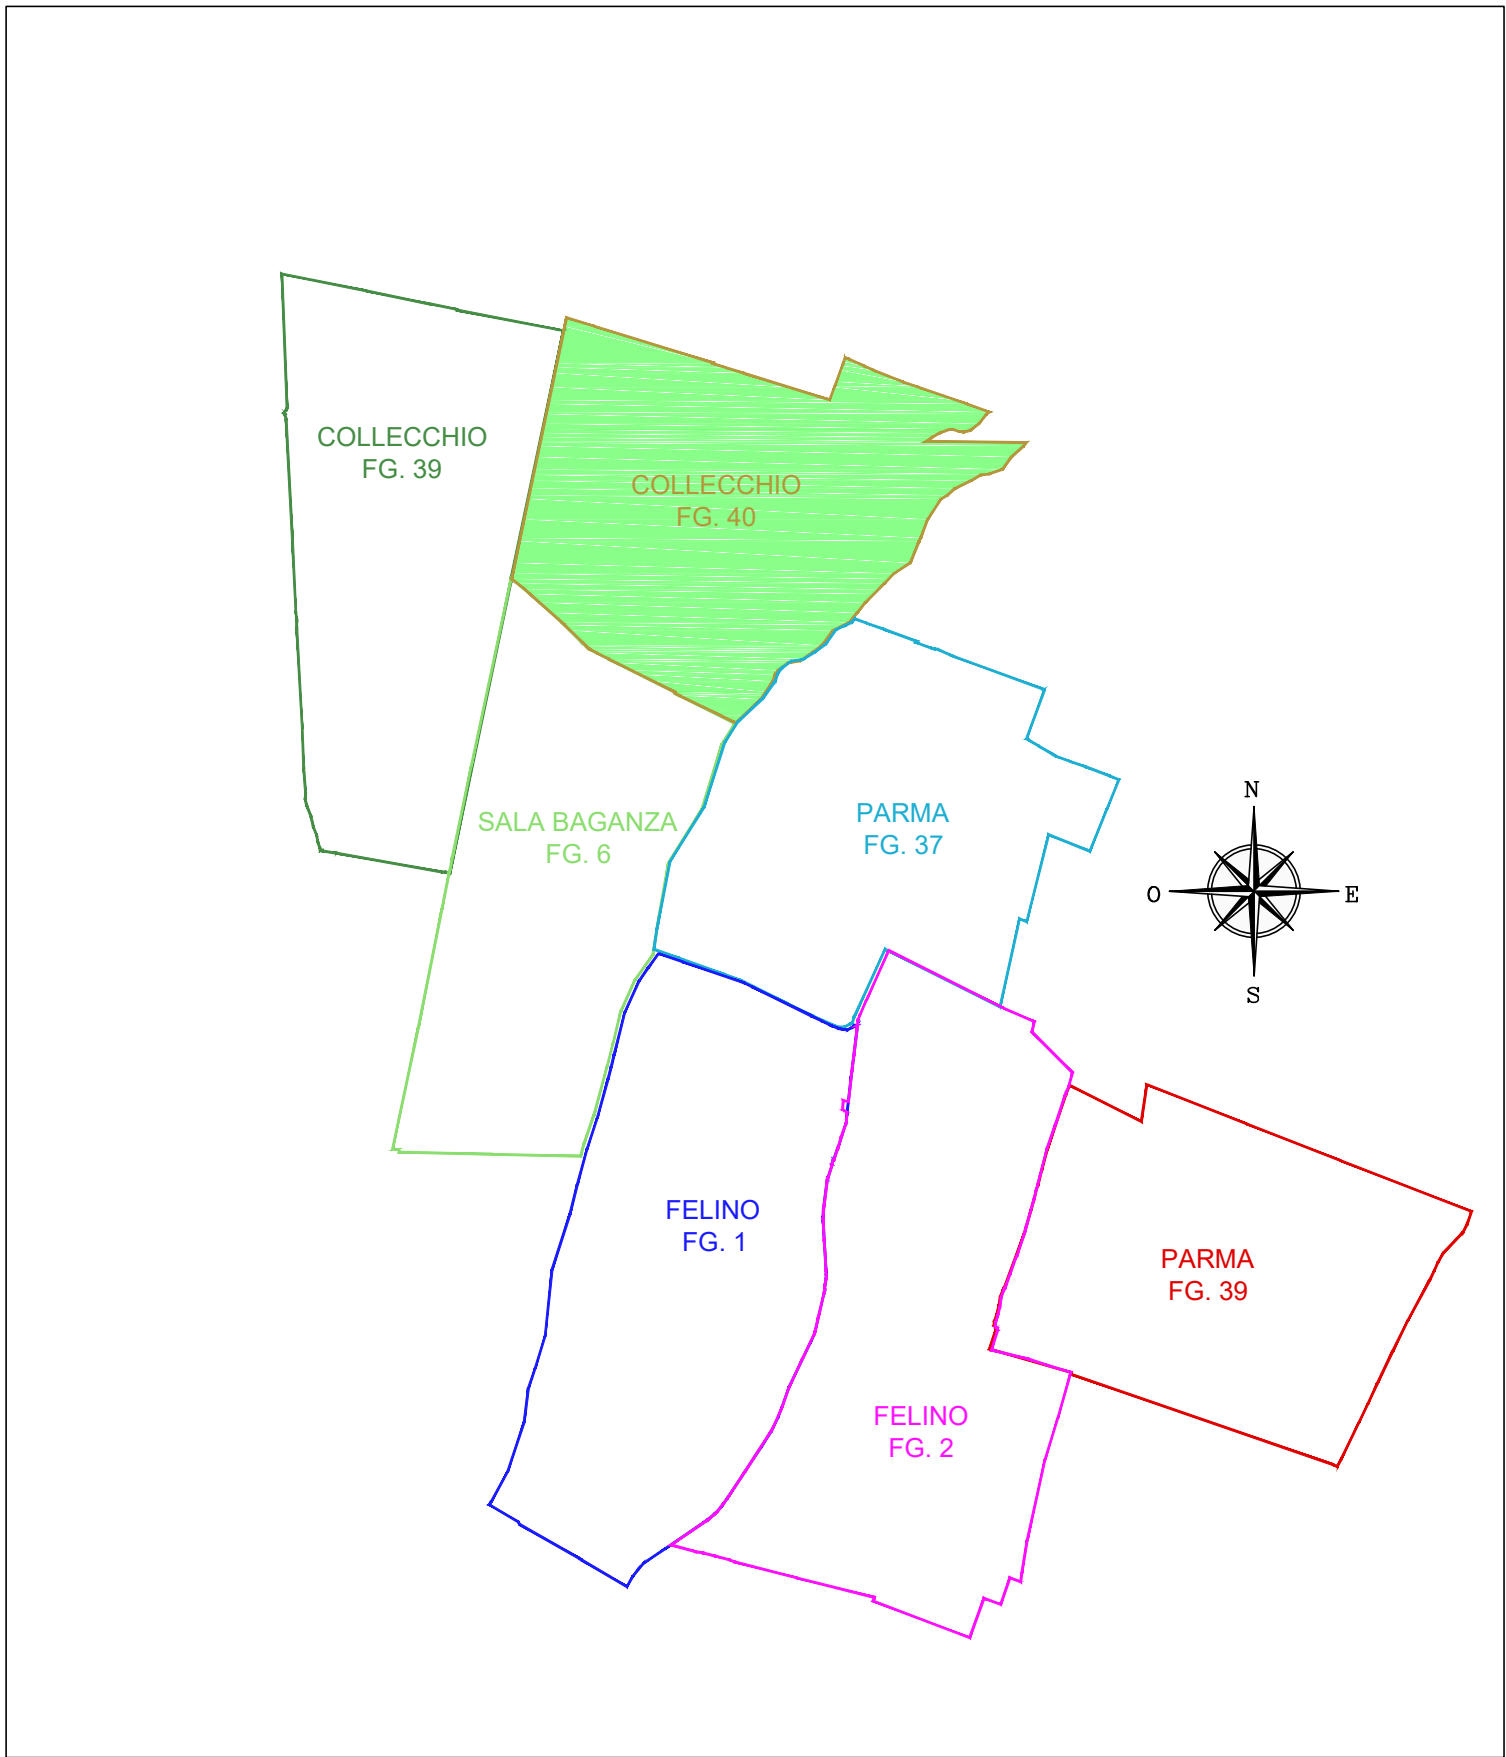 COLLECCHIO
FG. 39
COLLECCHIO
FG. 40
SALA BAGANZA
FG. 6
PARMA
FG. 37
N
O
E
S
FELINO
FG. 1
PARMA
FG. 39
FELINO
FG. 2